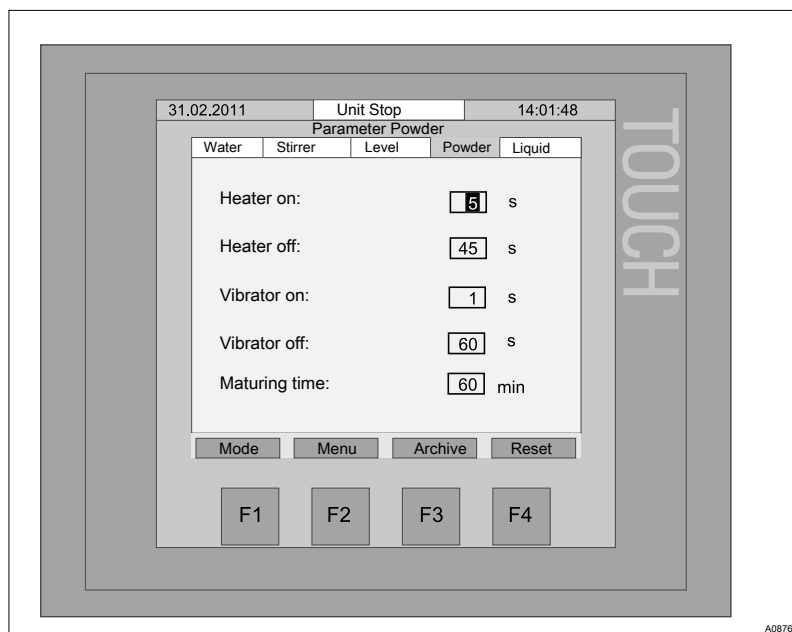 31.02.2011 Unit Stop 14:01:48
Parameter Powder
Water Stirrer Level Powder Liquid
Heater on: 5 s
Heater off: 45 s
Vibrator on: 1 s
Vibrator off: 60 s
Maturing time: 60 min
Mode Menu Archive Reset
F1 F2 F3 F4
TOUCH
A0876